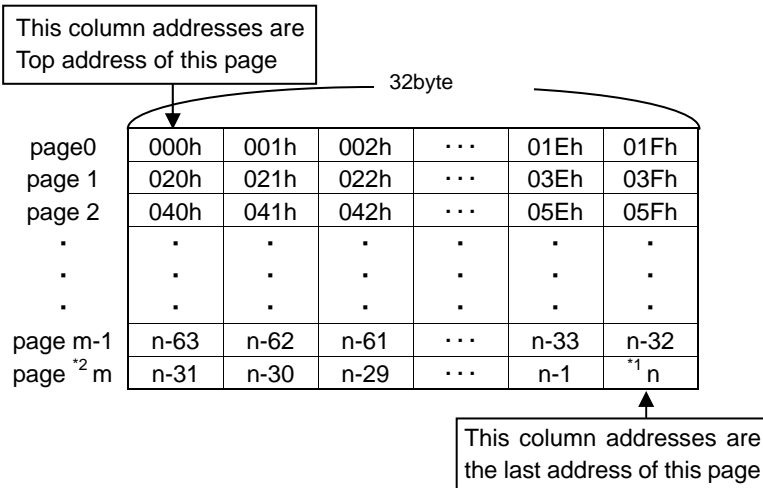 This column addresses are
Top address of this page
32byte
page0 000h 001h 002h ··· 01Eh 01Fh
page 1 020h 021h 022h ··· 03Eh 03Fh
page 2 040h 041h 042h ··· 05Eh 05Fh
· · · · · · ·
· · · · · · ·
· · · · · · ·
page m-1 n-63 n-62 n-61 ··· n-33 n-32
page *2 m n-31 n-30 n-29 ··· n-1 *1 n
This column addresses are
the last address of this page